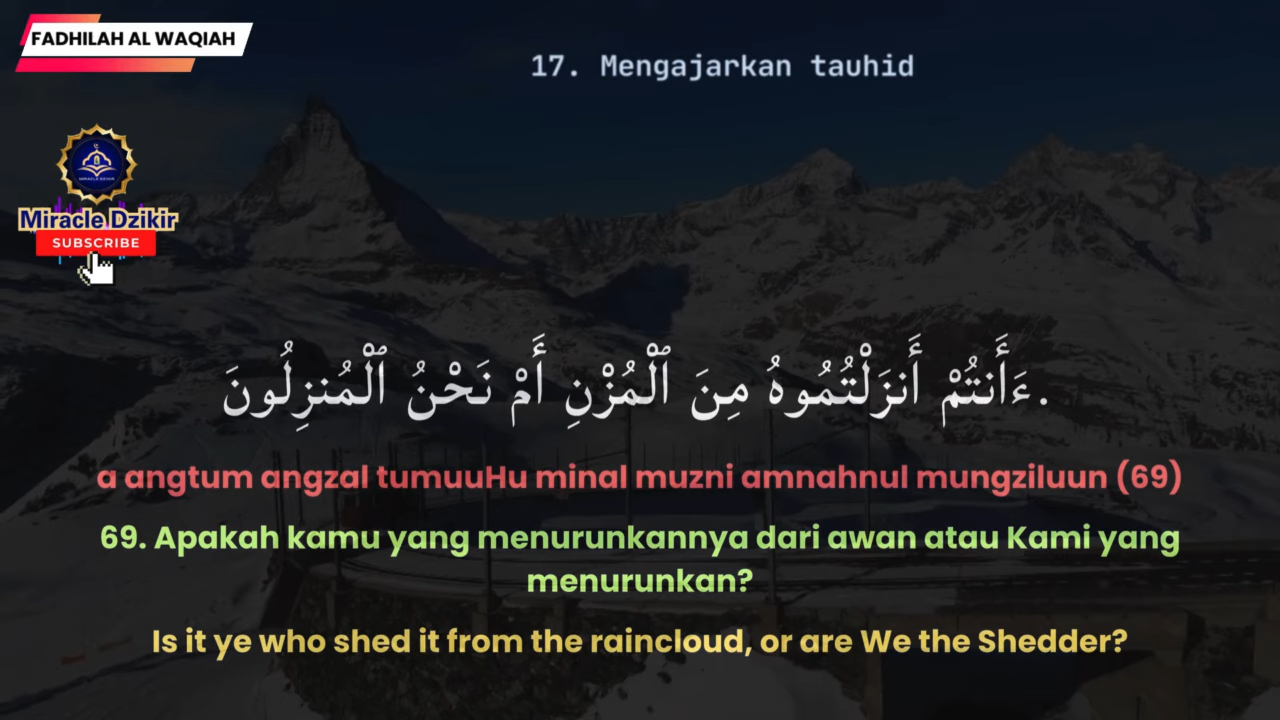 FADHILAH AL WAQIAH
17. Mengajarkan tauhid
Miracle Dzikir
SUBSCRIBE
ءَأَنتُمْ أَنزَلْتُمُوهُ مِنَ ٱلْمُزْنِ أَمْ نَحْنُ ٱلْمُنزِلُونَ.
a angtum angzal tumuuHu minal muzni amnahnul mungziluun (69)
69. Apakah kamu yang menurunkannya dari awan atau Kami yang
menurunkan?
Is it ye who shed it from the raincloud, or are We the Shedder?